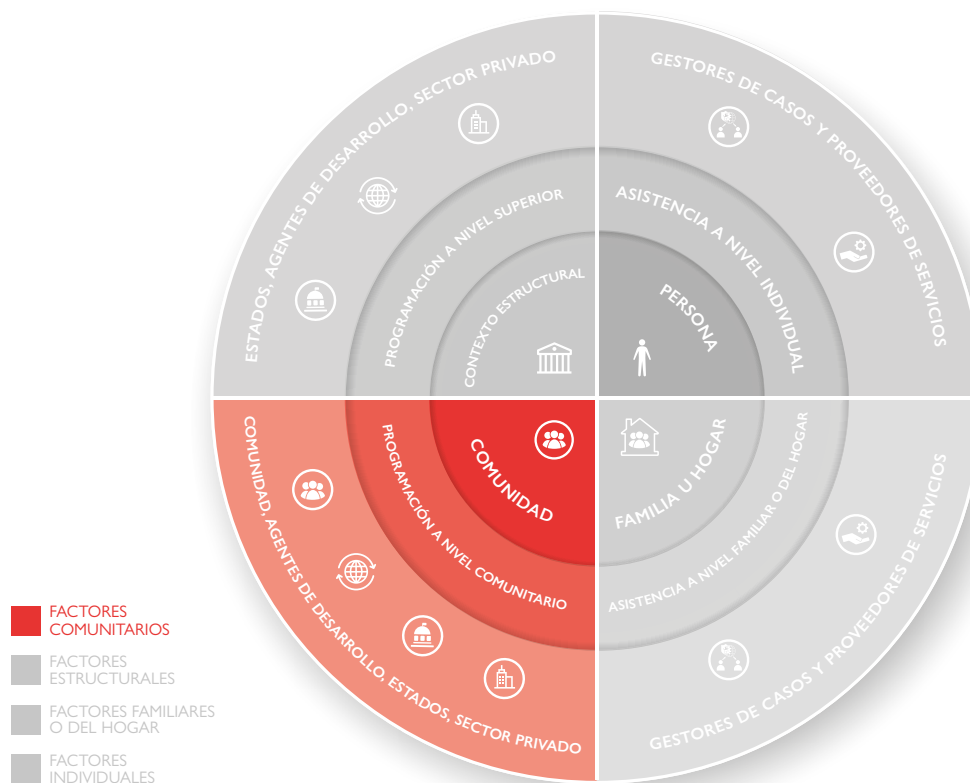 ESTADOS, AGENTES DE DESARROLLO, SECTOR PRIVADO
PROGRAMACIÓN A NIVEL SUPERIOR
CONTEXTO ESTRUCTURAL
GESTORES DE CASOS Y PROVEEDORES DE SERVICIOS
ASISTENCIA A NIVEL INDIVIDUAL
PERSONA
COMUNIDAD, AGENTES DE DESARROLLO, ESTADOS, SECTOR PRIVADO
PROGRAMACIÓN A NIVEL COMUNITARIO
COMUNIDAD
FAMILIA U HOGAR
ASISTENCIA A NIVEL FAMILIAR O DEL HOGAR
GESTORES DE CASOS Y PROVEEDORES DE SERVICIOS
FACTORES
COMUNITARIOS
FACTORES
ESTRUCTURALES
FACTORES FAMILIARES
O DEL HOGAR
FACTORES
INDIVIDUALES